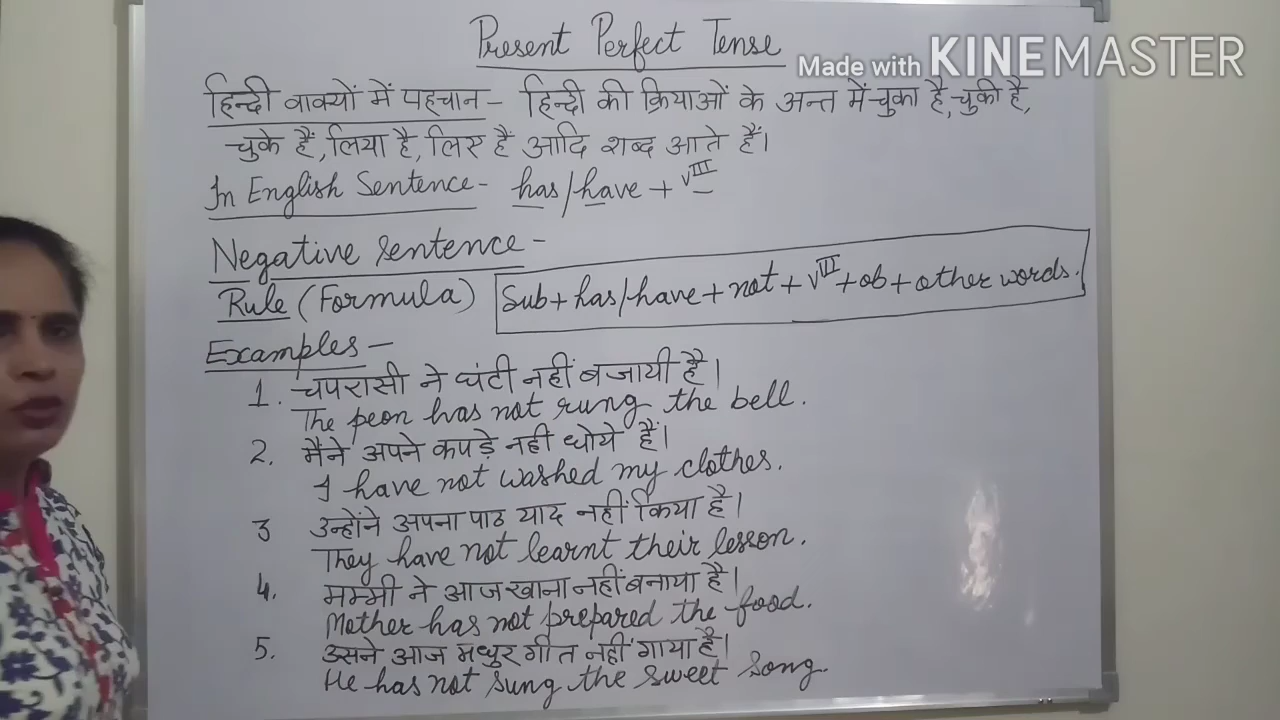 Present Perfect Tense
Made with KINEMASTER
हिन्दी वाक्यों में पहचान - हिन्दी की क्रियाओं के अन्त में चुका है, चुकी है,
चुके हैं, लिया है, लिए हैं आदि शब्द आते हैं।
In English Sentence - has/have + vIII
Negative sentence -
Rule (Formula) Sub + has/have + not + vIII + ob + other words.
Examples -
1. चपरासी ने घंटी नहीं बजायी है।
The peon has not rung the bell.
2. मैंने अपने कपड़े नहीं धोये हैं।
I have not washed my clothes.
3 उन्होंने अपना पाठ याद नहीं किया है।
They have not learnt their lesson.
4. मम्मी ने आज खाना नहीं बनाया है।
Mother has not prepared the food.
5. उसने आज मधुर गीत नहीं गाया है।
He has not sung the sweet song.